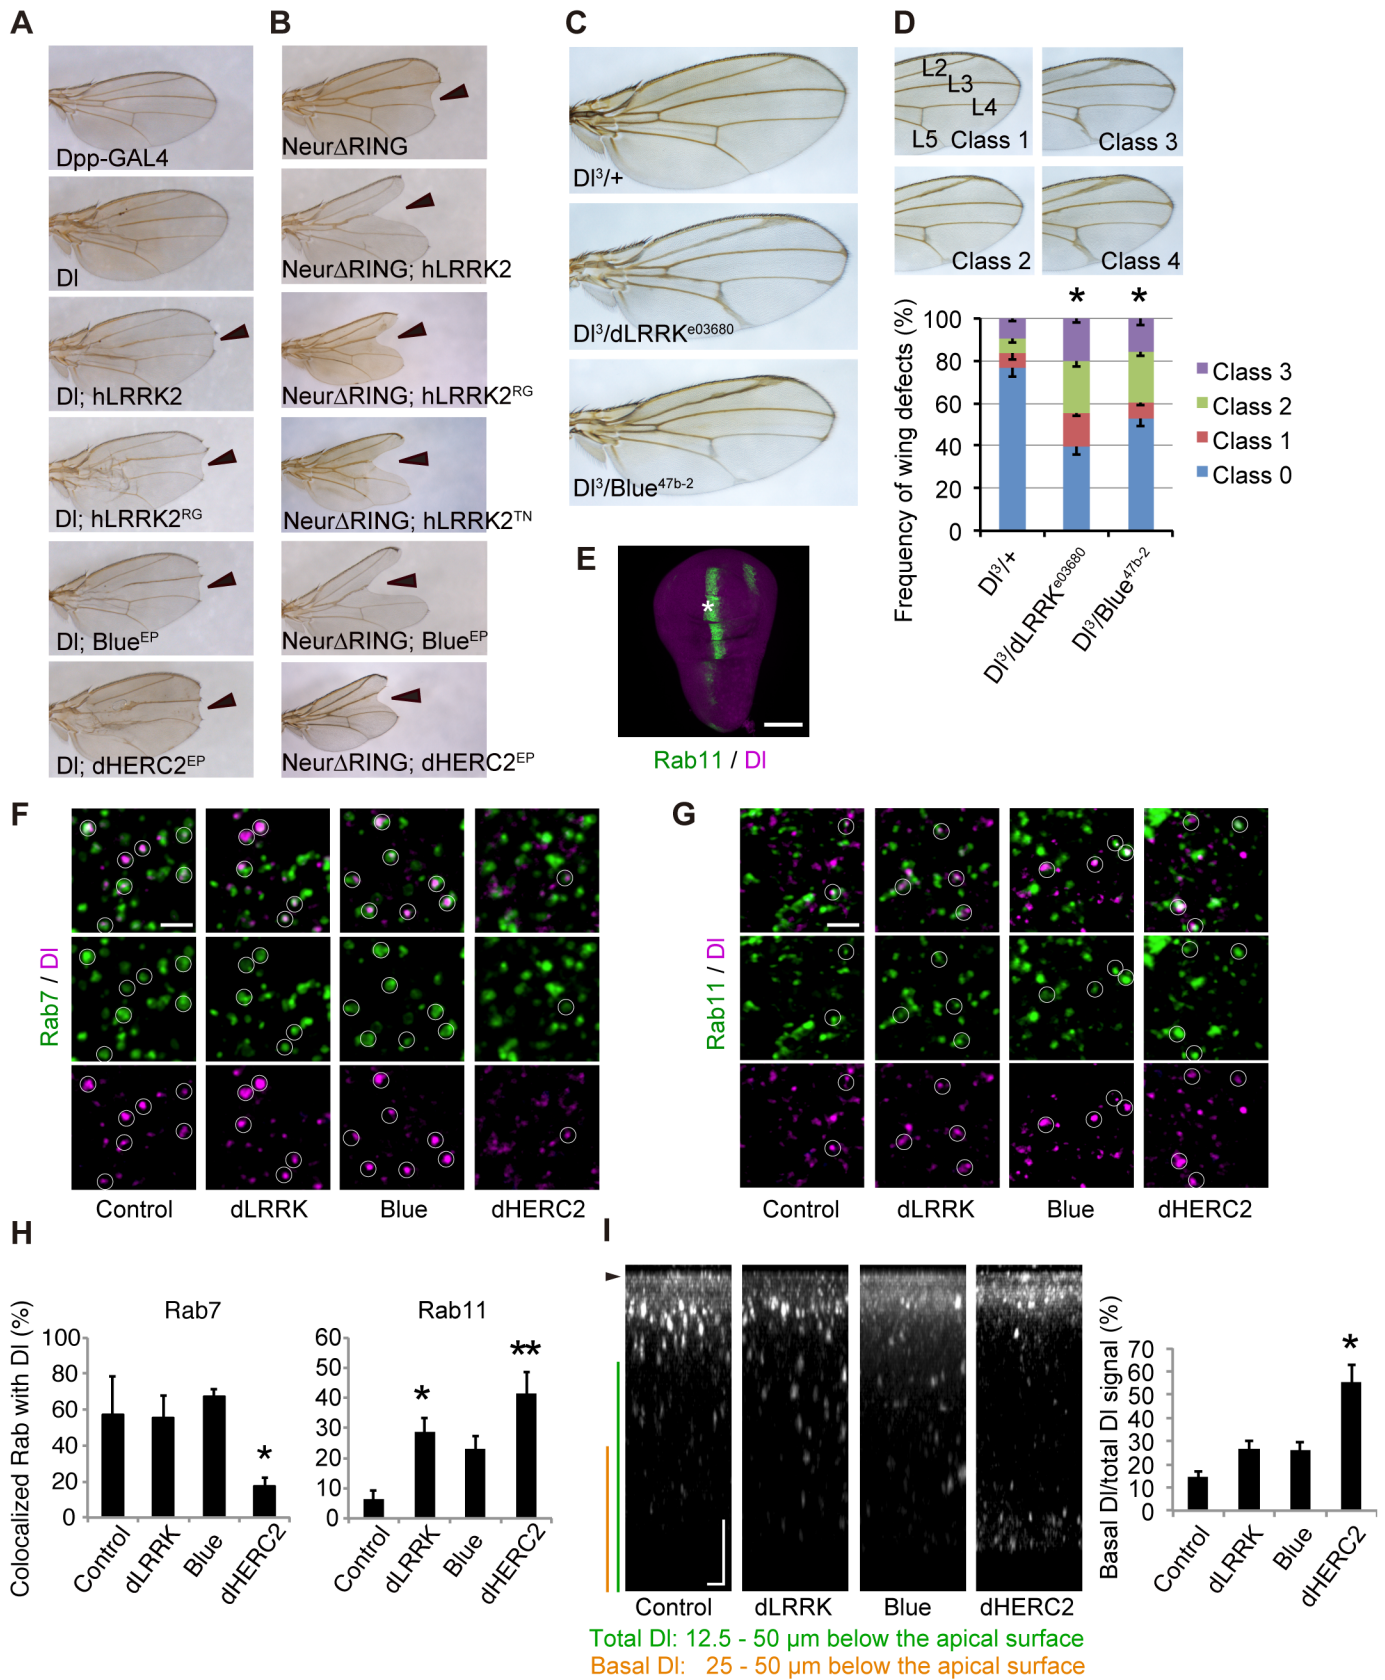 A
B
C
D
Dpp-GAL4
Dl
Dl; hLRRK2
Dl; hLRRK2RG
Dl; BlueEP
Dl; dHERC2EP
NeurΔRING
NeurΔRING; hLRRK2
NeurΔRING; hLRRK2RG
NeurΔRING; hLRRK2TN
NeurΔRING; BlueEP
NeurΔRING; dHERC2EP
Dl3/+
Dl3/dLRRKe03680
Dl3/Blue47b-2
L2
L3
L4
L5
Class 1
Class 3
Class 2
Class 4
* *
Frequency of wing defects (%)
100
80
60
40
20
0
Class 3
Class 2
Class 1
Class 0
Dl3/+
Dl3/dLRRKe03680
Dl3/Blue47b-2
E
*
Rab11 / Dl
F
Rab7 / Dl
Control
dLRRK
Blue
dHERC2
G
Rab11 / Dl
Control
dLRRK
Blue
dHERC2
H
Colocalized Rab with Dl (%)
Rab7
100
80
60
40
20
0
*
Control
dLRRK
Blue
dHERC2
Rab11
60
50
40
30
20
10
0
*
**
Control
dLRRK
Blue
dHERC2
I
Control
dLRRK
Blue
dHERC2
Total Dl: 12.5 - 50 µm below the apical surface
Basal Dl: 25 - 50 µm below the apical surface
Basal Dl/total Dl signal (%)
70
60
50
40
30
20
10
0
*
Control
dLRRK
Blue
dHERC2